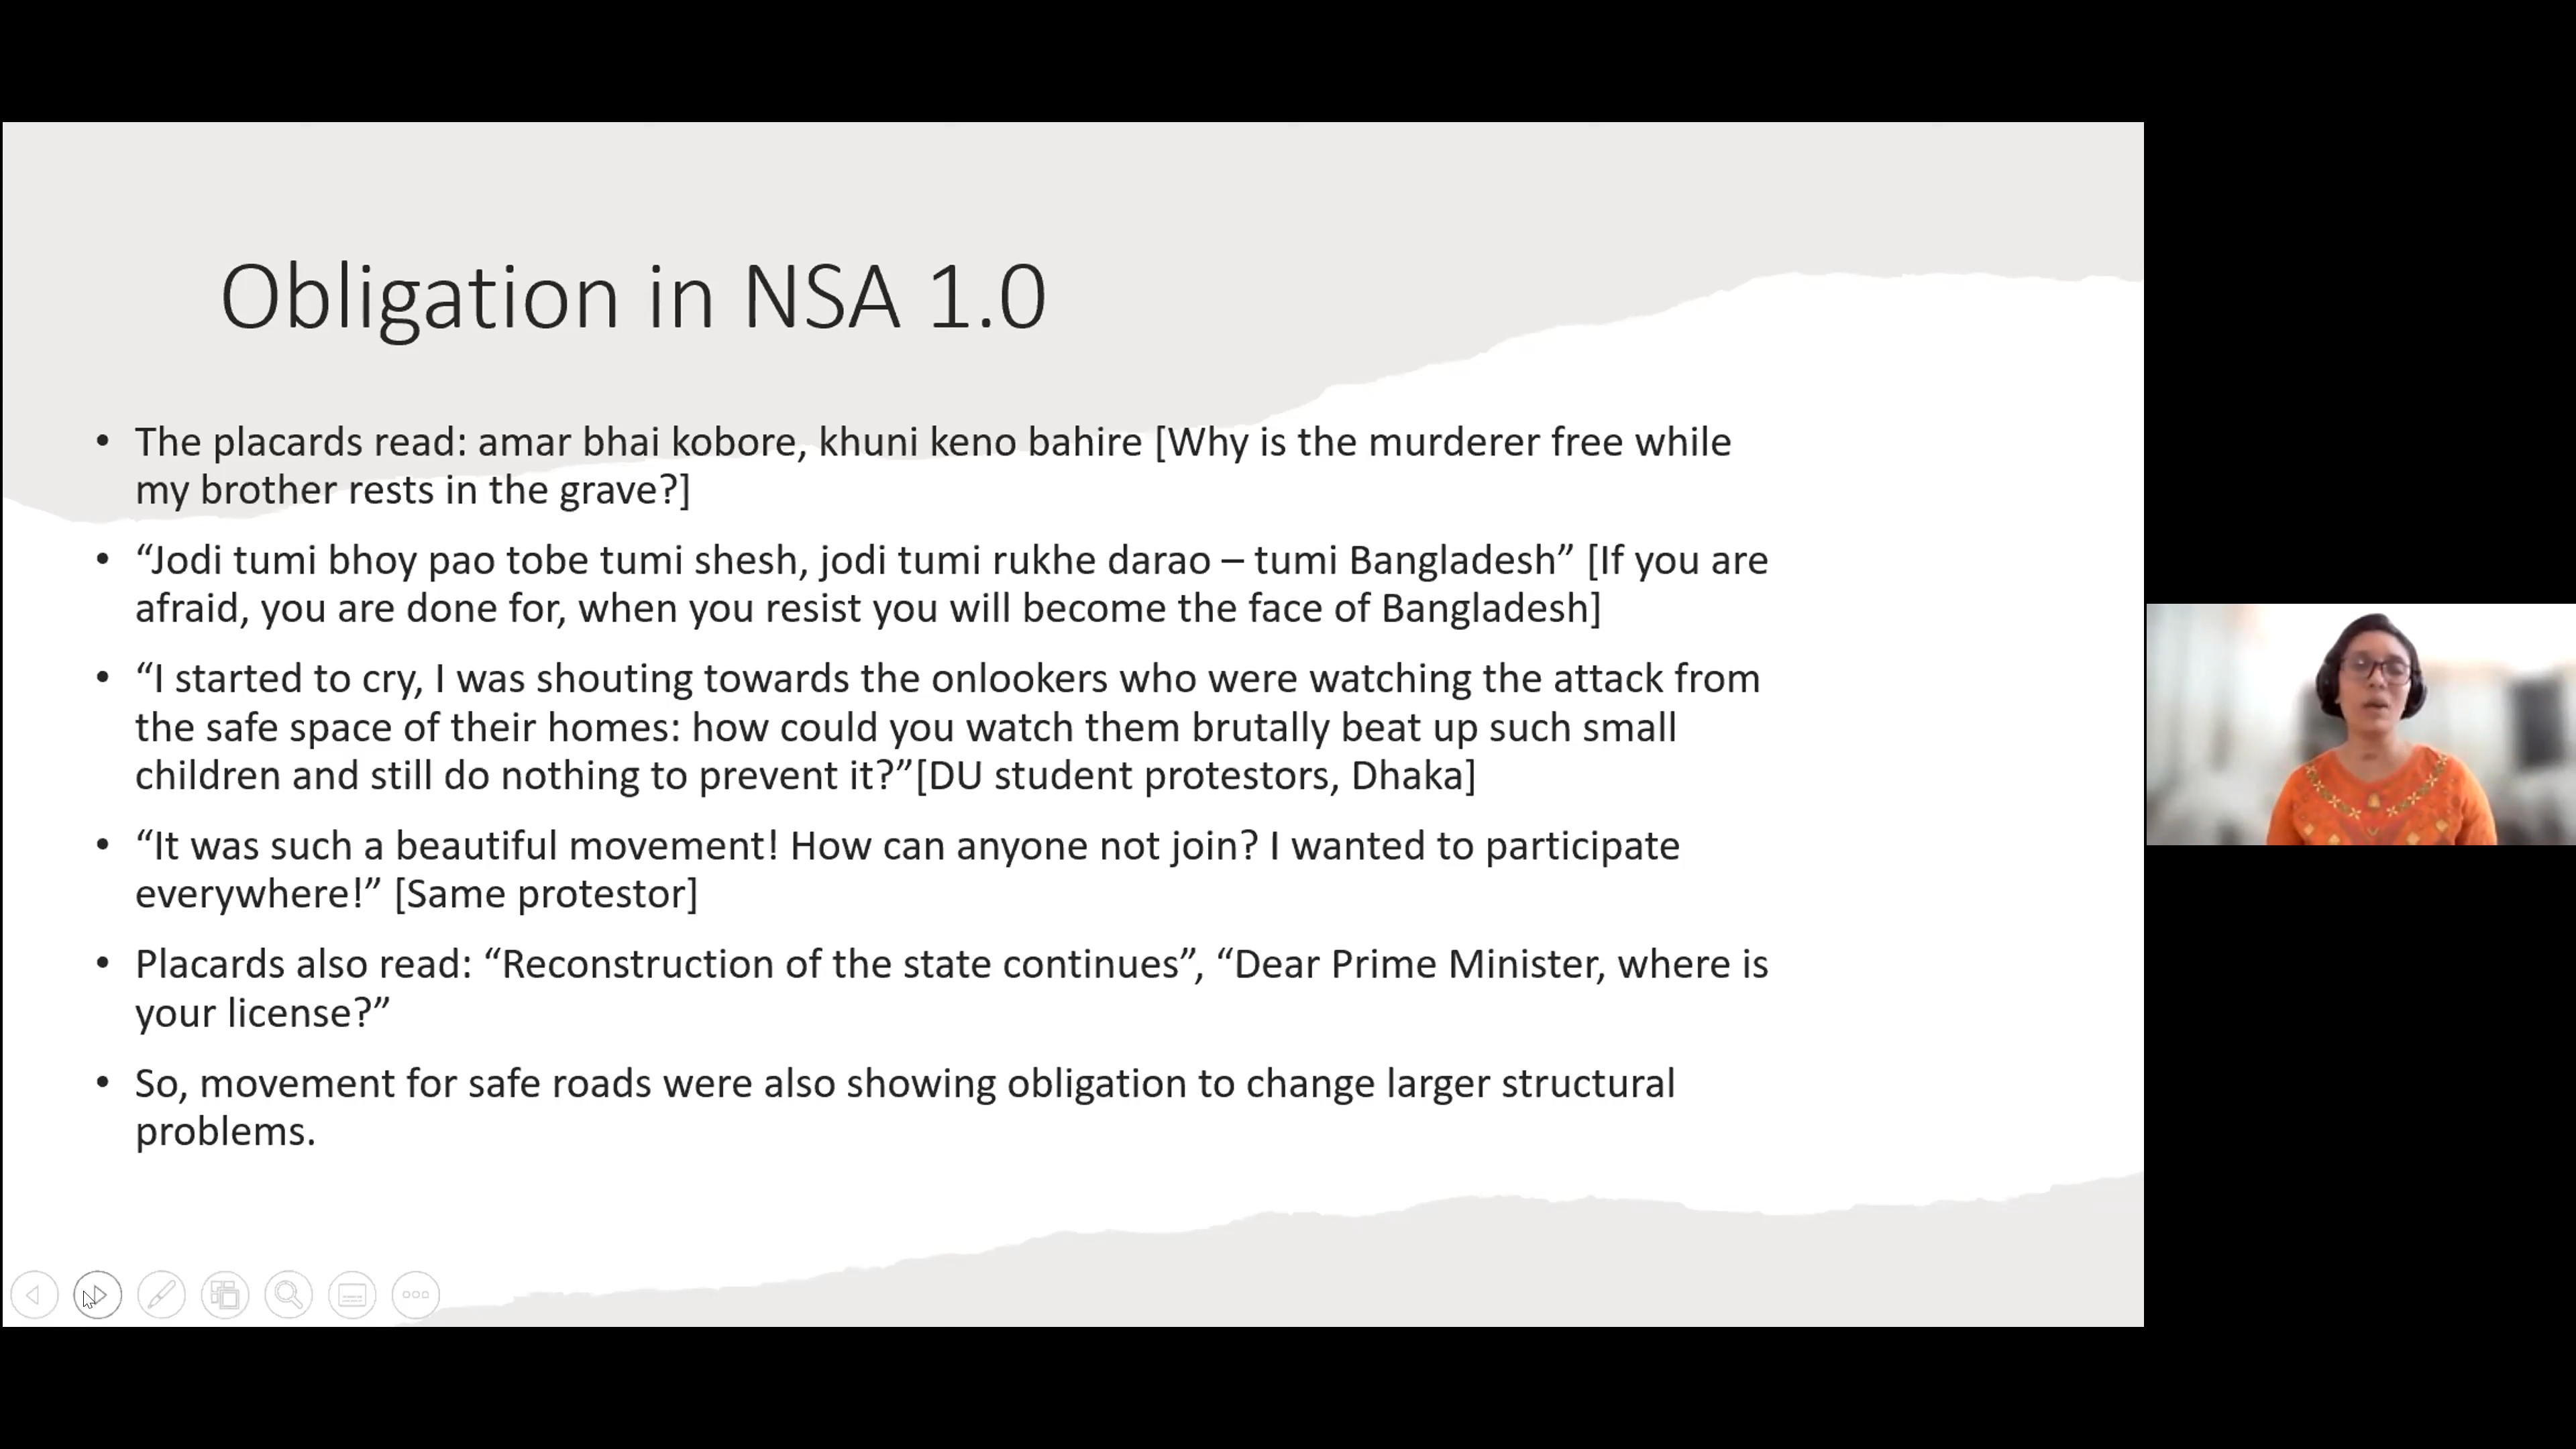 Obligation in NSA 1.0
• The placards read: amar bhai kobore, khuni keno bahire [Why is the murderer free while
my brother rests in the grave?]
• “Jodi tumi bhoy pao tobe tumi shesh, jodi tumi rukhe darao – tumi Bangladesh” [If you are
afraid, you are done for, when you resist you will become the face of Bangladesh]
• “I started to cry, I was shouting towards the onlookers who were watching the attack from
the safe space of their homes: how could you watch them brutally beat up such small
children and still do nothing to prevent it?”[DU student protestors, Dhaka]
• “It was such a beautiful movement! How can anyone not join? I wanted to participate
everywhere!” [Same protestor]
• Placards also read: “Reconstruction of the state continues”, “Dear Prime Minister, where is
your license?”
• So, movement for safe roads were also showing obligation to change larger structural
problems.